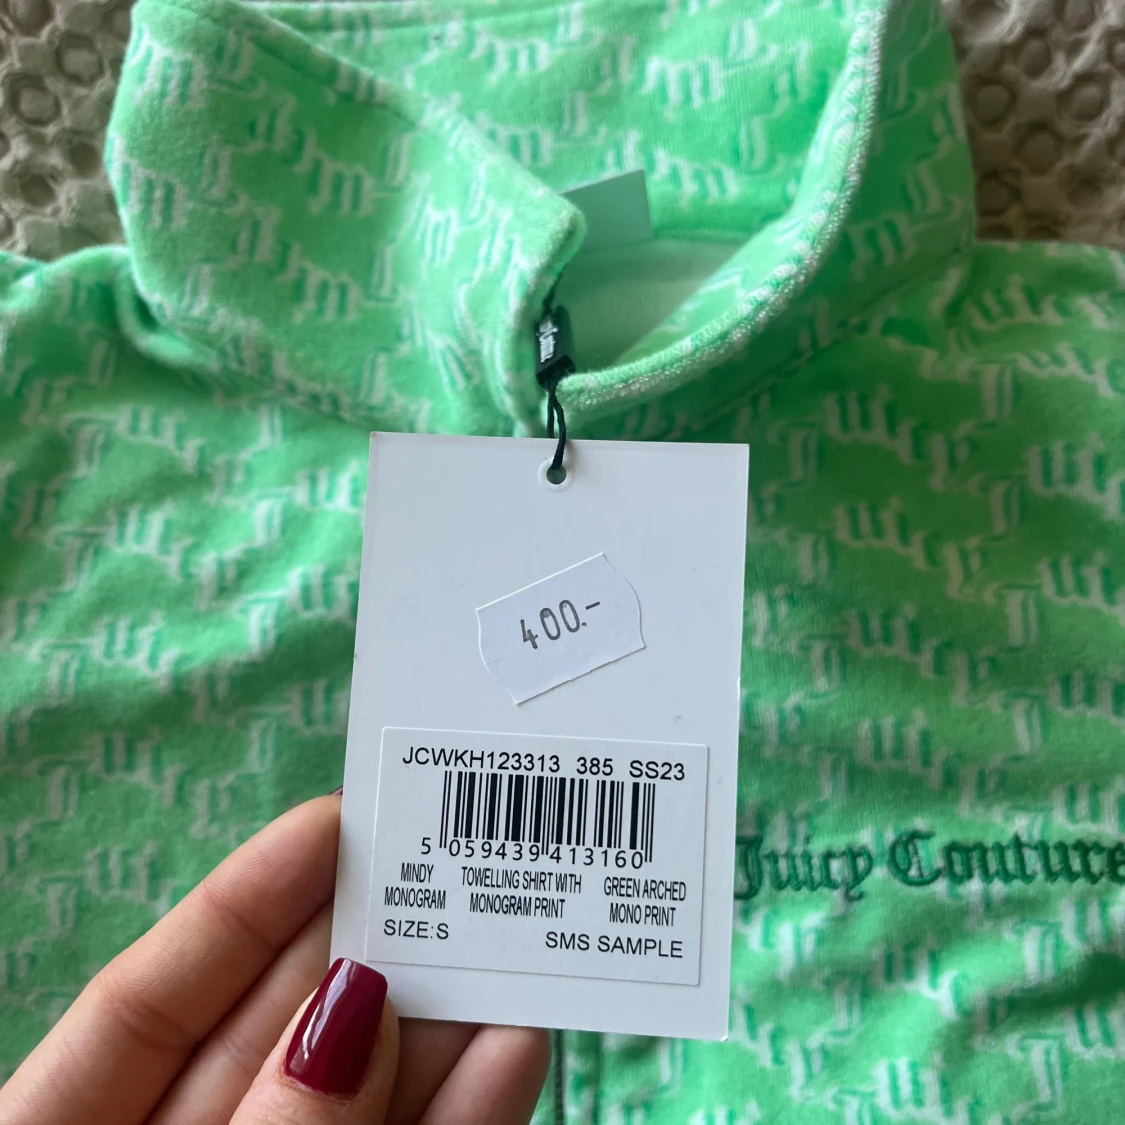 400.-
JCWKH123313 385 SS23
5 059439 413160
MINDY MONOGRAM
TOWELLING SHIRT WITH MONOGRAM PRINT
GREEN ARCHED MONO PRINT
SIZE:S
SMS SAMPLE
Juicy Couture